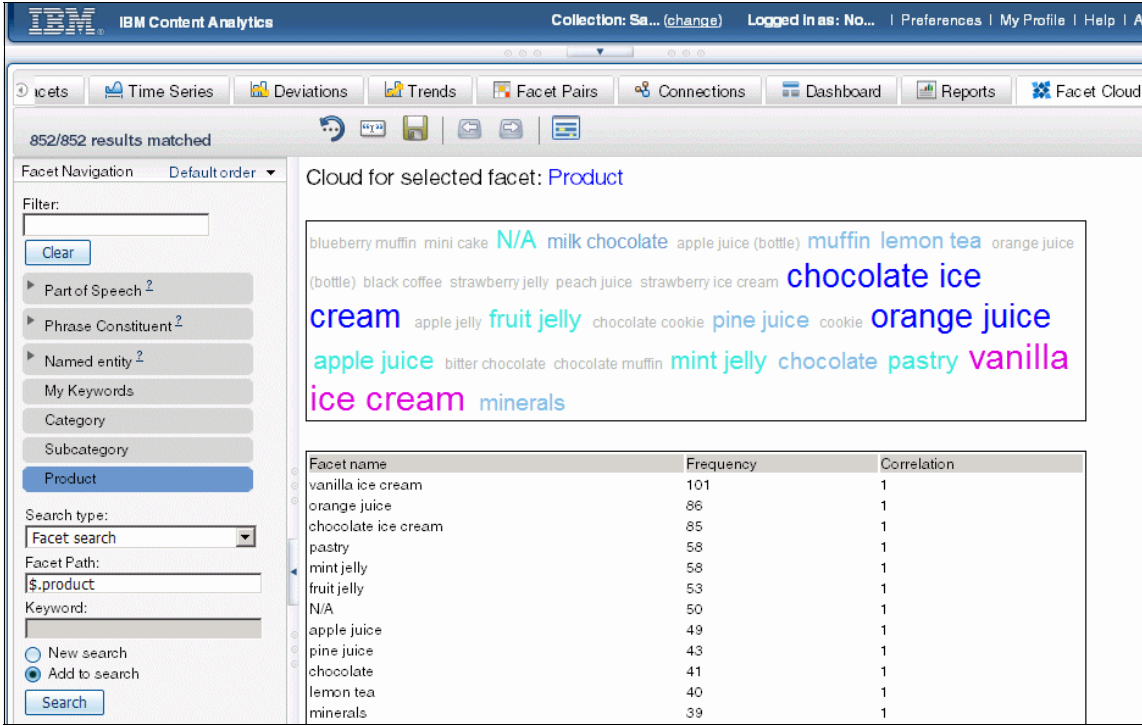 IBM Content Analytics
Collection: Sa... (change) Logged in as: No... | Preferences | My Profile | Help | A
acets Time Series Deviations Trends Facet Pairs Connections Dashboard Reports Facet Cloud
852/852 results matched
Facet Navigation Default order
Filter:
Clear
Part of Speech ?
Phrase Constituent ?
Named entity ?
My Keywords
Category
Subcategory
Product
Search type:
Facet search
Facet Path:
$.product
Keyword:
New search
Add to search
Search
Cloud for selected facet: Product
blueberry muffin mini cake N/A milk chocolate apple juice (bottle) muffin lemon tea orange juice
(bottle) black coffee strawberry jelly peach juice strawberry ice cream chocolate ice
cream apple jelly fruit jelly chocolate cookie pine juice cookie orange juice
apple juice bitter chocolate chocolate muffin mint jelly chocolate pastry vanilla
ice cream minerals
Facet name Frequency Correlation
vanilla ice cream 101 1
orange juice 86 1
chocolate ice cream 85 1
pastry 58 1
mint jelly 58 1
fruit jelly 53 1
N/A 50 1
apple juice 49 1
pine juice 43 1
chocolate 41 1
lemon tea 40 1
minerals 39 1